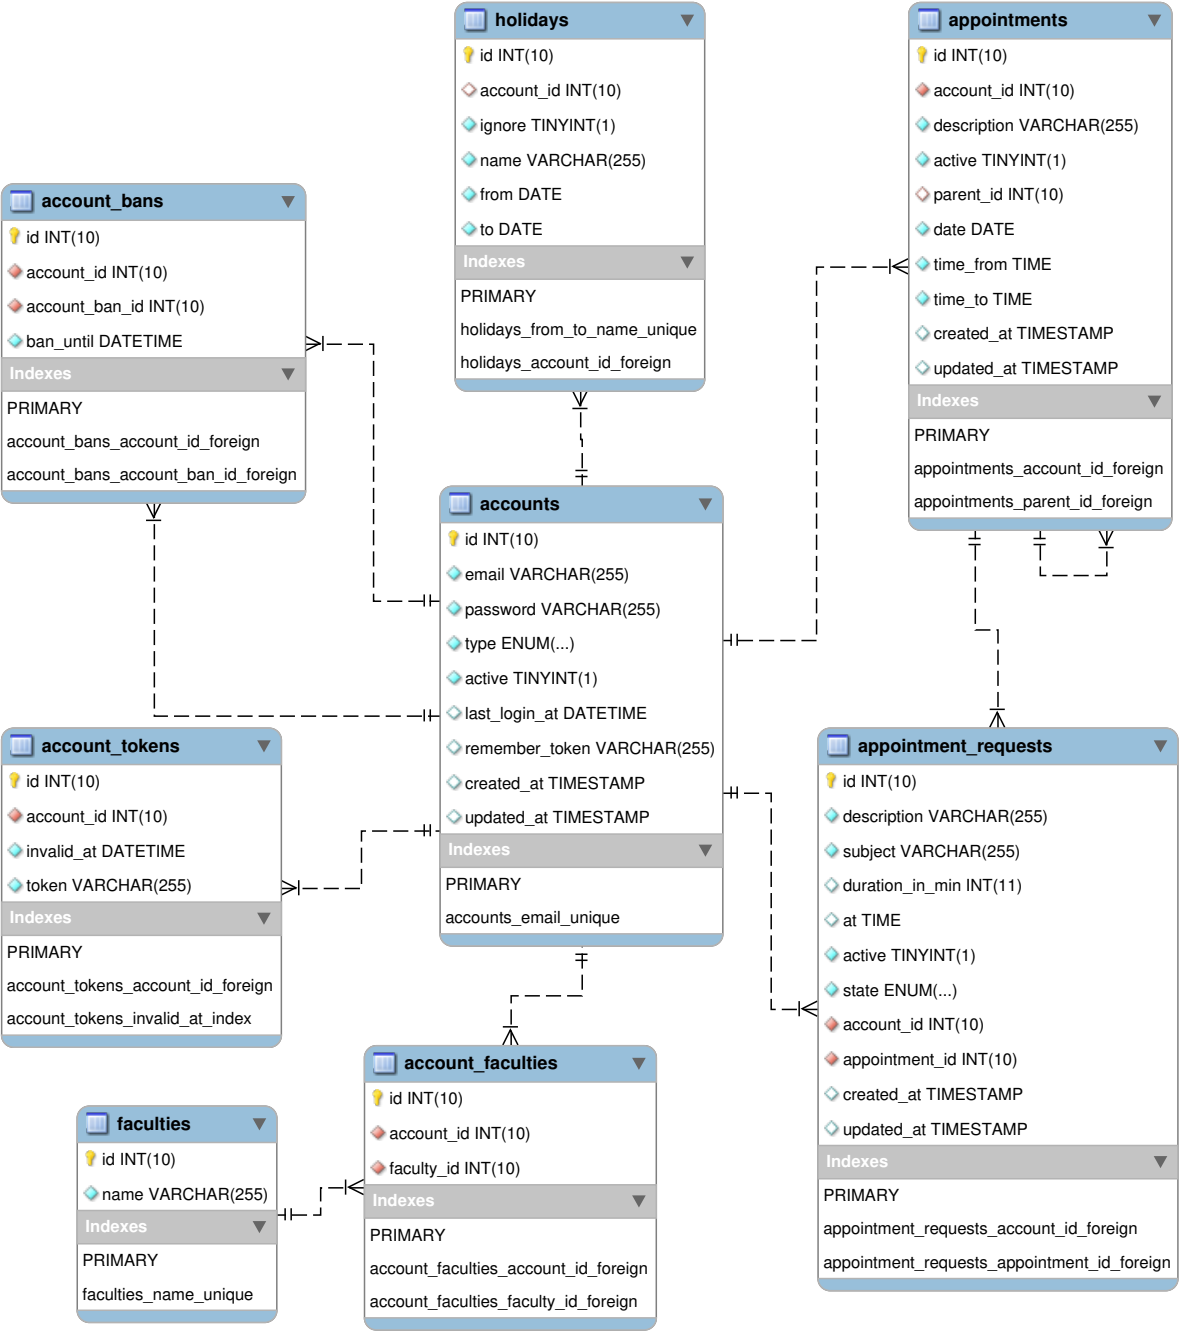 holidays
id INT(10)
account_id INT(10)
ignore TINYINT(1)
name VARCHAR(255)
from DATE
to DATE
Indexes
PRIMARY
holidays_from_to_name_unique
holidays_account_id_foreign
appointments
id INT(10)
account_id INT(10)
description VARCHAR(255)
active TINYINT(1)
parent_id INT(10)
date DATE
time_from TIME
time_to TIME
created_at TIMESTAMP
updated_at TIMESTAMP
Indexes
PRIMARY
appointments_account_id_foreign
appointments_parent_id_foreign
account_bans
id INT(10)
account_id INT(10)
account_ban_id INT(10)
ban_until DATETIME
Indexes
PRIMARY
account_bans_account_id_foreign
account_bans_account_ban_id_foreign
accounts
id INT(10)
email VARCHAR(255)
password VARCHAR(255)
type ENUM(...)
active TINYINT(1)
last_login_at DATETIME
remember_token VARCHAR(255)
created_at TIMESTAMP
updated_at TIMESTAMP
Indexes
PRIMARY
accounts_email_unique
account_tokens
id INT(10)
account_id INT(10)
invalid_at DATETIME
token VARCHAR(255)
Indexes
PRIMARY
account_tokens_account_id_foreign
account_tokens_invalid_at_index
appointment_requests
id INT(10)
description VARCHAR(255)
subject VARCHAR(255)
duration_in_min INT(11)
at TIME
active TINYINT(1)
state ENUM(...)
account_id INT(10)
appointment_id INT(10)
created_at TIMESTAMP
updated_at TIMESTAMP
Indexes
PRIMARY
appointment_requests_account_id_foreign
appointment_requests_appointment_id_foreign
account_faculties
id INT(10)
account_id INT(10)
faculty_id INT(10)
Indexes
PRIMARY
account_faculties_account_id_foreign
account_faculties_faculty_id_foreign
faculties
id INT(10)
name VARCHAR(255)
Indexes
PRIMARY
faculties_name_unique